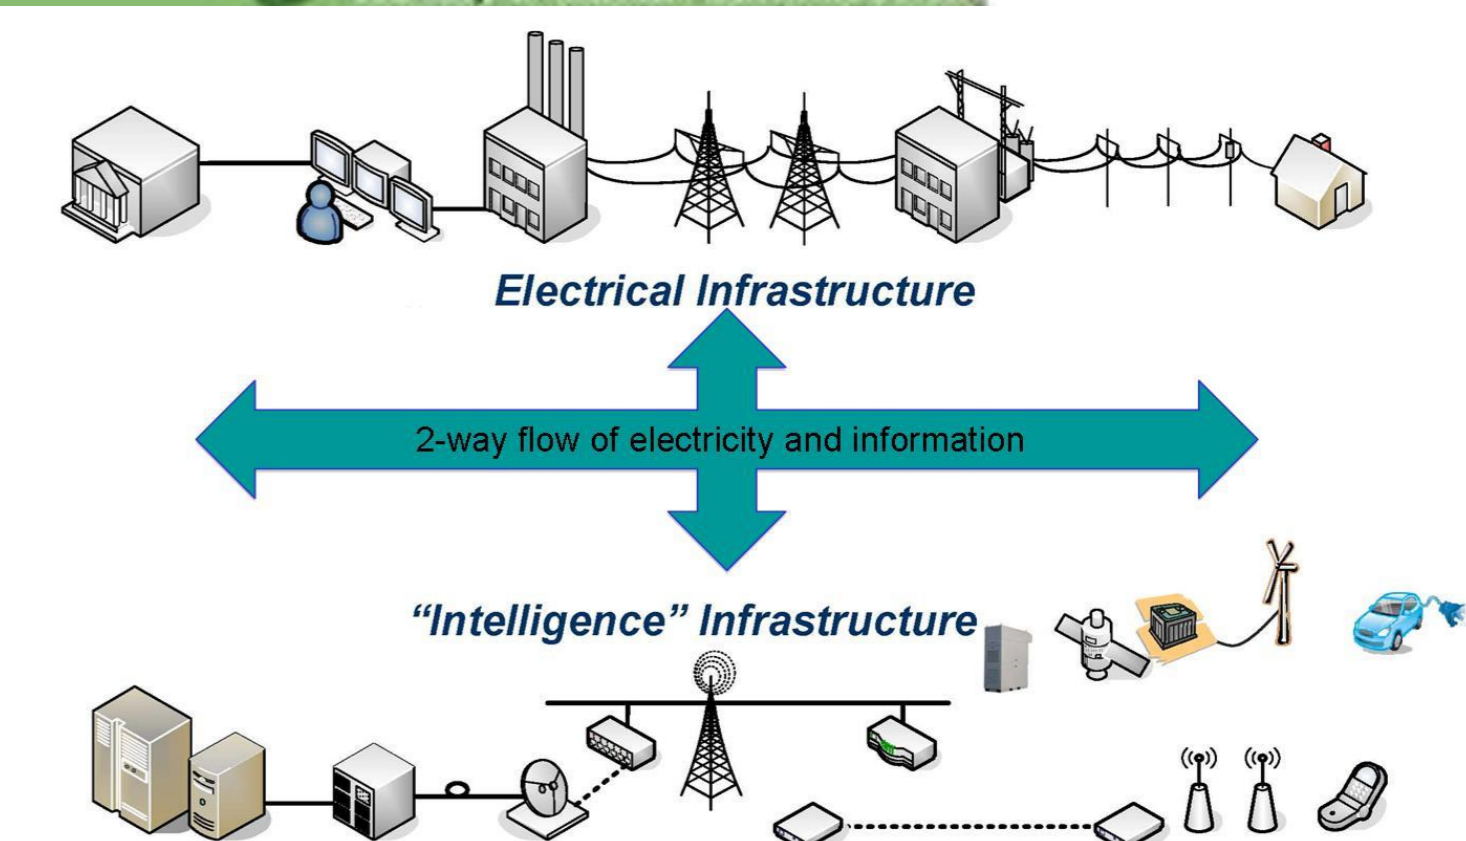 Electrical Infrastructure
2-way flow of electricity and information
“Intelligence” Infrastructure